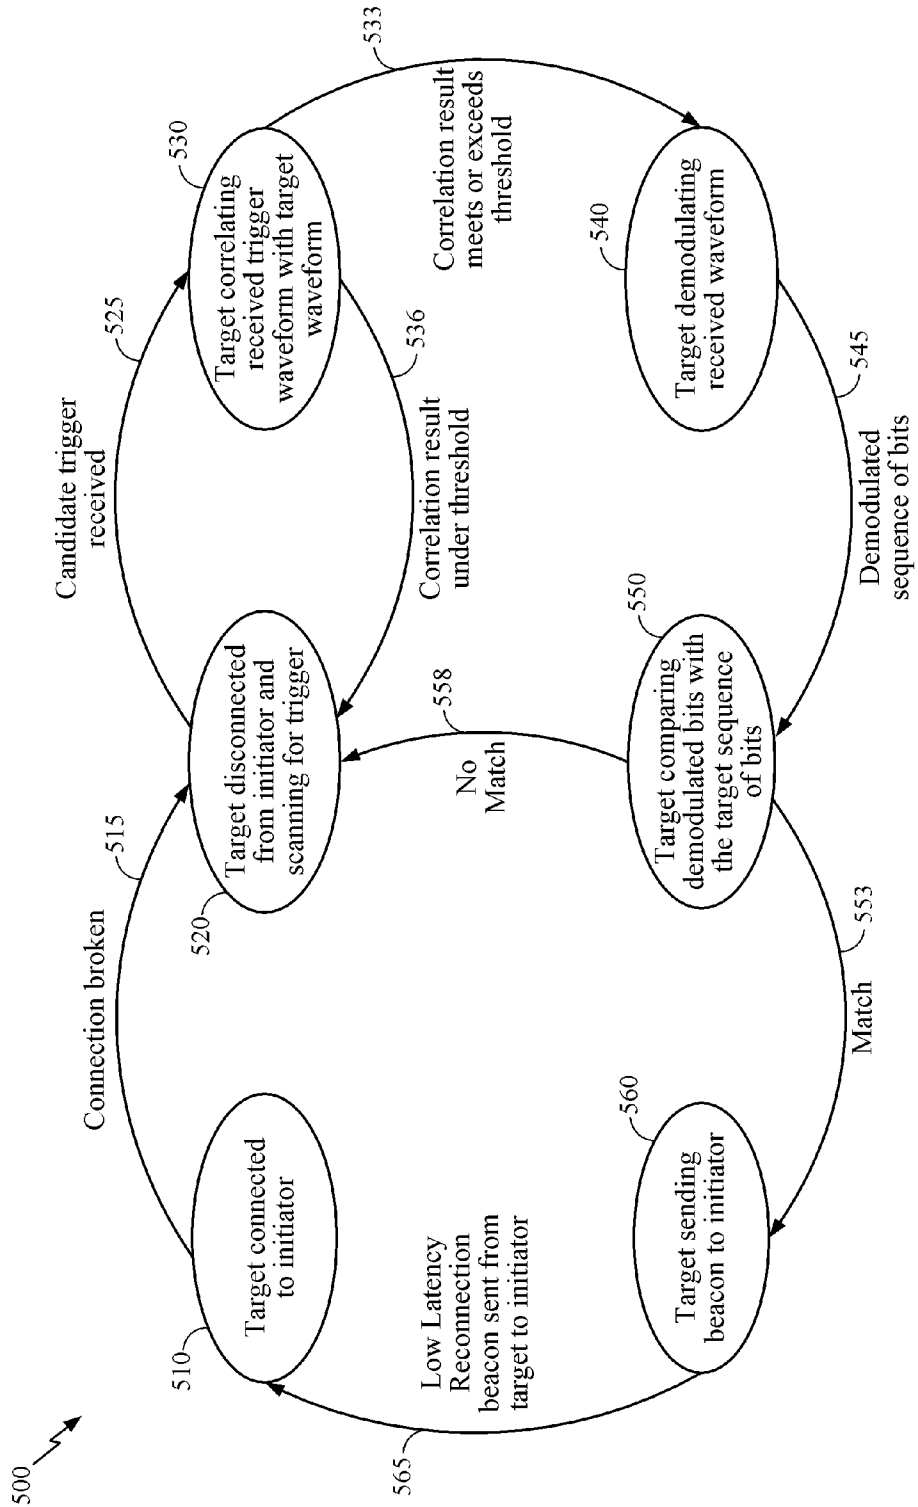 500
510
Target connected
to initiator
Connection broken
515
520
Target disconnected
from initiator and
scanning for trigger
Candidate trigger
received
525
530
Target correlating
received trigger
waveform with target
waveform
536
Correlation result
under threshold
533
Correlation result
meets or exceeds
threshold
540
Target demodulating
received waveform
545
Demodulated
sequence of bits
550
Target comparing
demodulated bits with
the target sequence
of bits
558
No
Match
553
Match
560
Target sending
beacon to initiator
565
Low Latency
Reconnection
beacon sent from
target to initiator